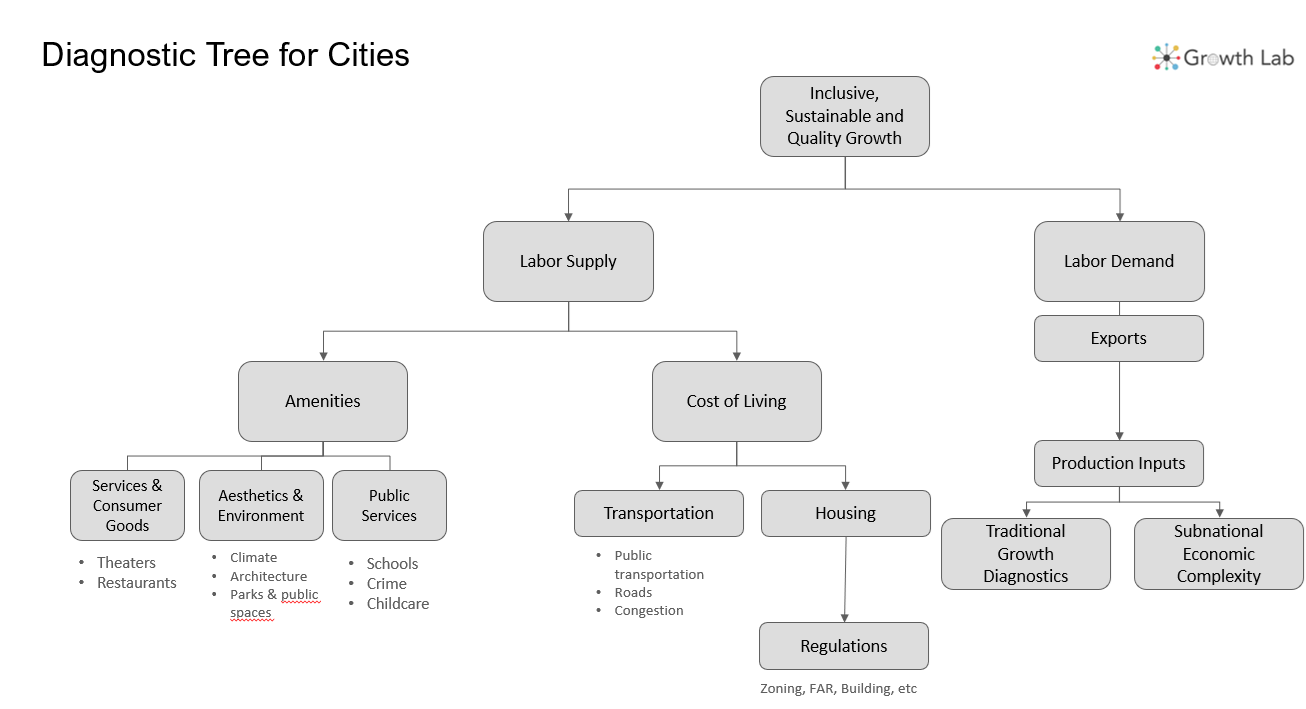 Diagnostic Tree for Cities
Growth Lab
Inclusive,
Sustainable and
Quality Growth
Labor Supply
Labor Demand
Exports
Amenities
Cost of Living
Production Inputs
Services &
Consumer
Goods
Aesthetics &
Environment
Public
Services
Transportation
Housing
Traditional
Growth
Diagnostics
Subnational
Economic
Complexity
• Theaters
• Restaurants
• Climate
• Architecture
• Parks & public
spaces
• Schools
• Crime
• Childcare
• Public
transportation
• Roads
• Congestion
Regulations
Zoning, FAR, Building, etc